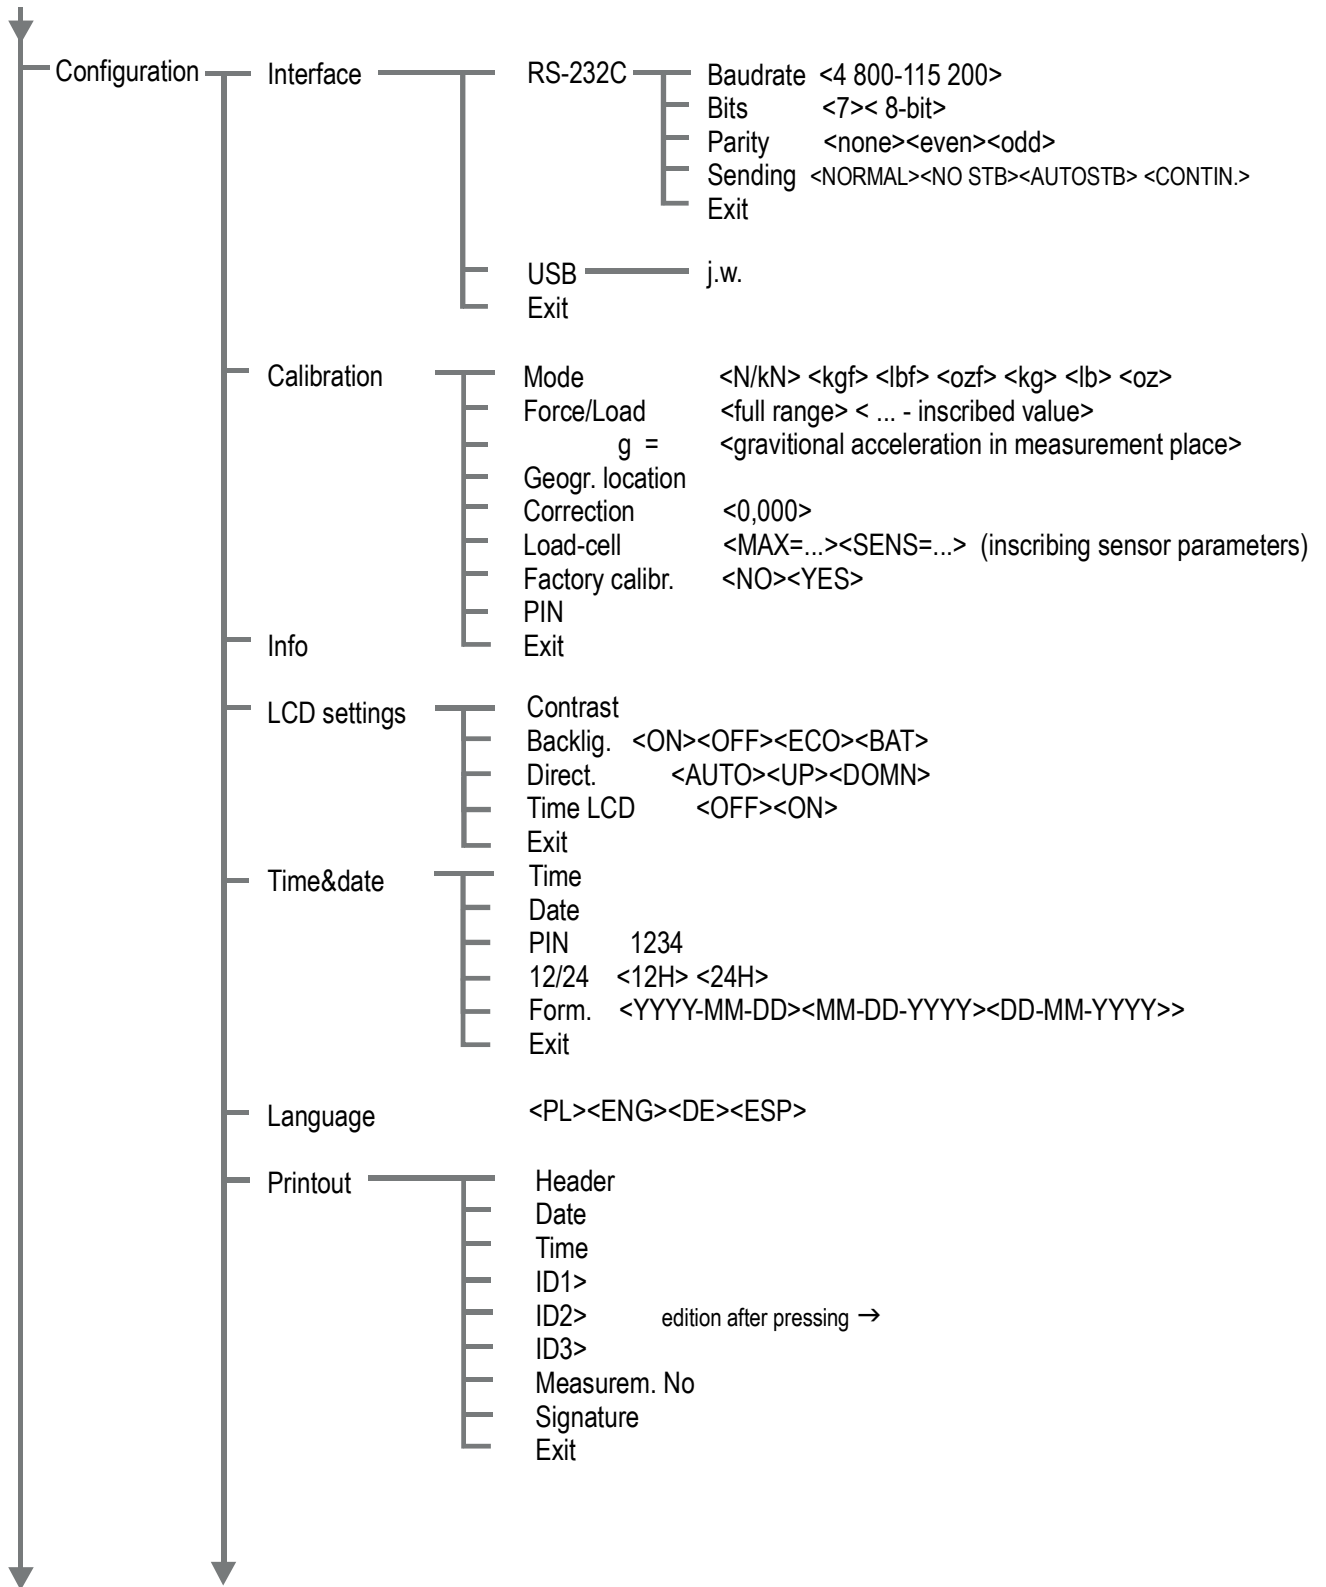 Configuration Interface RS-232C Baudrate <4 800-115 200>
Bits <7>< 8-bit>
Parity <none><even><odd>
Sending <NORMAL><NO STB><AUTOSTB> <CONTIN.>
Exit
USB j.w.
Exit
Calibration Mode <N/kN> <kgf> <lbf> <ozf> <kg> <lb> <oz>
Force/Load <full range> < ... - inscribed value>
g = <gravitional acceleration in measurement place>
Geogr. location
Correction <0,000>
Load-cell <MAX=...><SENS=...> (inscribing sensor parameters)
Factory calibr. <NO><YES>
PIN
Info Exit
LCD settings Contrast
Backlig. <ON><OFF><ECO><BAT>
Direct. <AUTO><UP><DOMN>
Time LCD <OFF><ON>
Exit
Time&date Time
Date
PIN 1234
12/24 <12H> <24H>
Form. <YYYY-MM-DD><MM-DD-YYYY><DD-MM-YYYY>>
Exit
Language <PL><ENG><DE><ESP>
Printout Header
Date
Time
ID1>
ID2> edition after pressing →
ID3>
Measurem. No
Signature
Exit